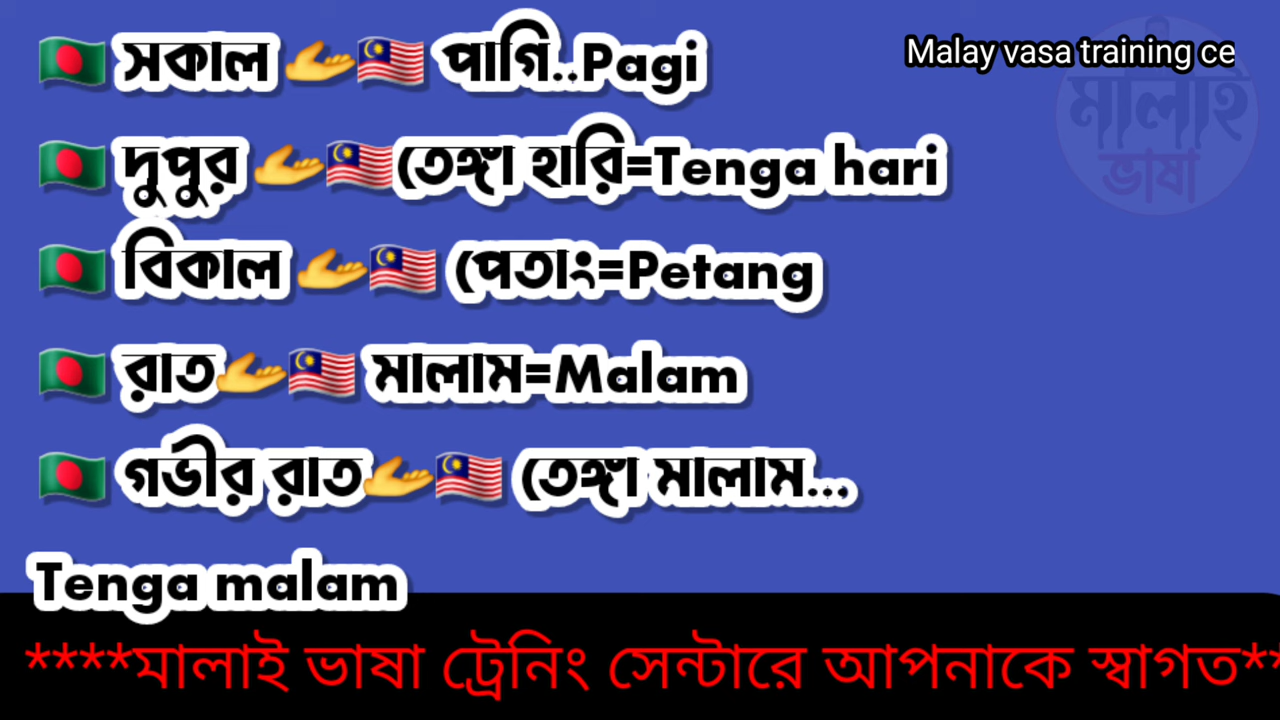 সকাল পাগি..Pagi
Malay vasa training ce
মালাই
ভাষা
দুপুর তেঙ্গা হারি=Tenga hari
বিকাল পেতাং=Petang
রাত মালাম=Malam
গভীর রাত তেঙ্গা মালাম...
Tenga malam
****মালাই ভাষা ট্রেনিং সেন্টারে আপনাকে স্বাগত**